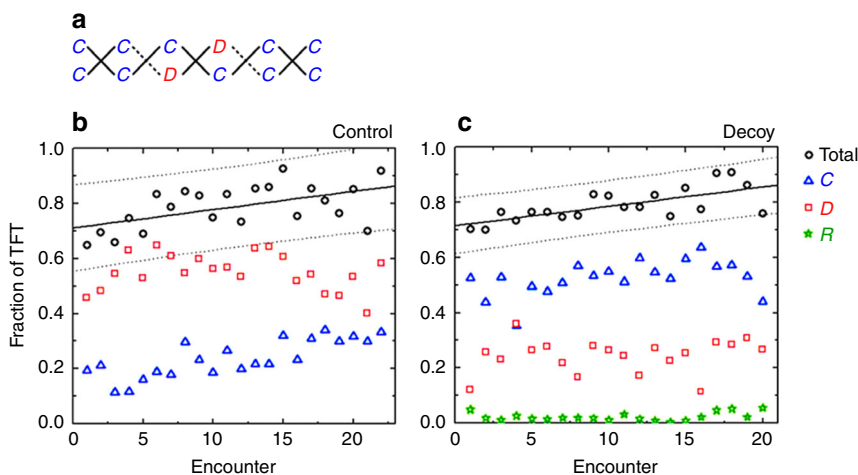 a
C C C D C C
C C D C C C
b Control
c Decoy
1.0
0.8
0.6
0.4
0.2
0.0
Fraction of TFT
0 5 10 15 20
Encounter
1.0
0.8
0.6
0.4
0.2
0.0
0 5 10 15 20
Encounter
Total
C
D
R